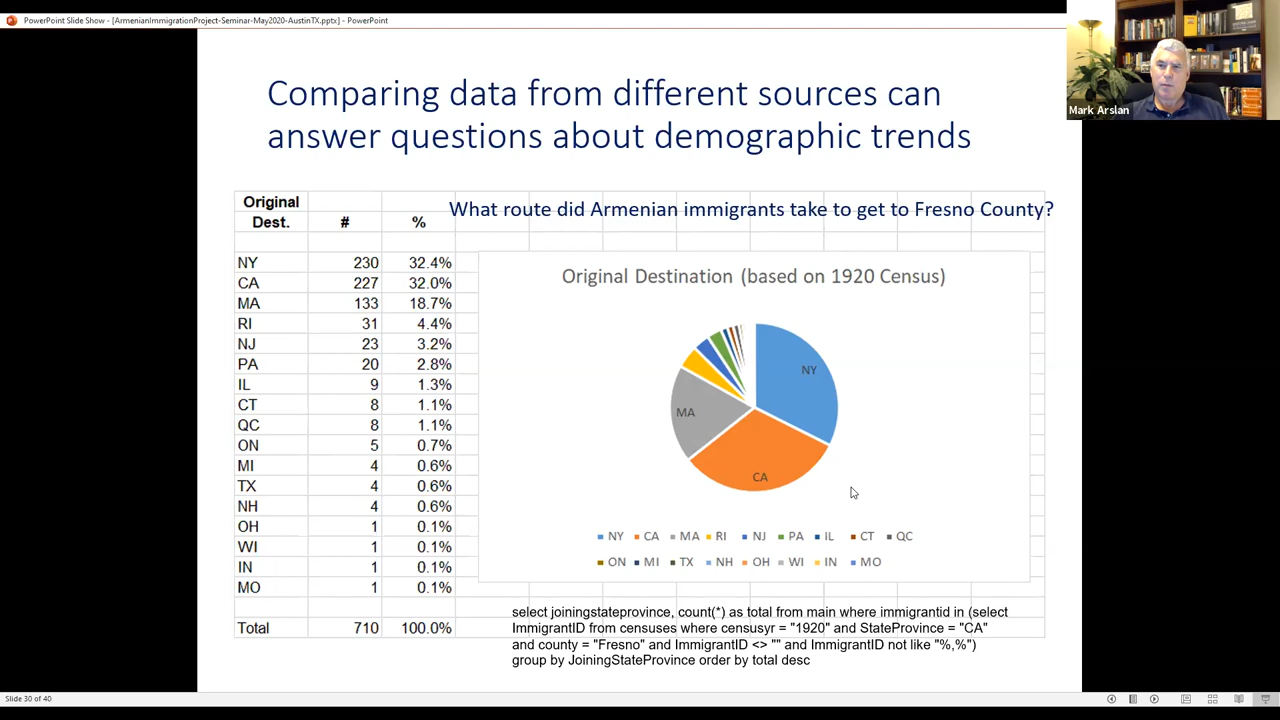 PowerPoint Slide Show - [ArmenianImmigrationProject-Seminar-May2020-AustinTX.pptx] - PowerPoint
Mark Arslan
Comparing data from different sources can
answer questions about demographic trends
What route did Armenian immigrants take to get to Fresno County?
Original
Dest. # %
NY 230 32.4%
CA 227 32.0%
MA 133 18.7%
RI 31 4.4%
NJ 23 3.2%
PA 20 2.8%
IL 9 1.3%
CT 8 1.1%
QC 8 1.1%
ON 5 0.7%
MI 4 0.6%
TX 4 0.6%
NH 4 0.6%
OH 1 0.1%
WI 1 0.1%
IN 1 0.1%
MO 1 0.1%
Total 710 100.0%
Original Destination (based on 1920 Census)
NY
MA
CA
NY CA MA RI NJ PA IL CT QC
ON MI TX NH OH WI IN MO
select joiningstateprovince, count(*) as total from main where immigrantid in (select
ImmigrantID from censuses where censusyr = "1920" and StateProvince = "CA"
and county = "Fresno" and ImmigrantID <> "" and ImmigrantID not like "%,%")
group by JoiningStateProvince order by total desc
Slide 30 of 40